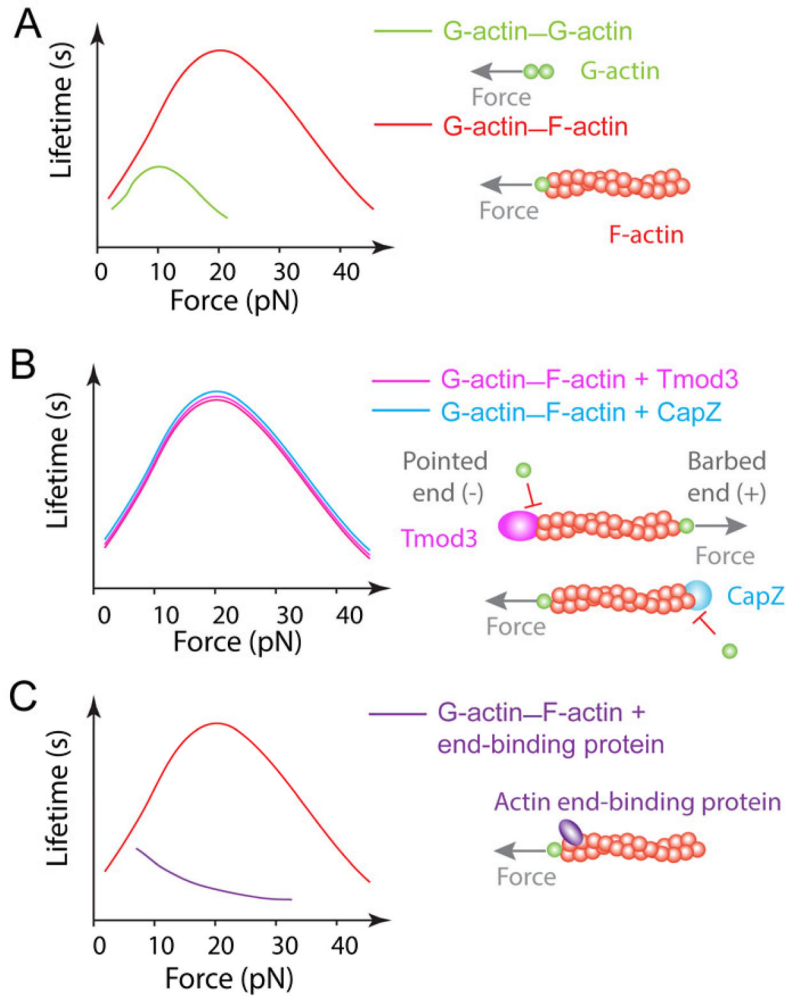 A
Lifetime (s)
0 10 20 30 40
Force (pN)
G-actin—G-actin
G-actin
Force
G-actin—F-actin
Force
F-actin
B
Lifetime (s)
0 10 20 30 40
Force (pN)
G-actin—F-actin + Tmod3
G-actin—F-actin + CapZ
Pointed
end (-)
Barbed
end (+)
Tmod3
Force
CapZ
Force
C
Lifetime (s)
0 10 20 30 40
Force (pN)
G-actin—F-actin +
end-binding protein
Actin end-binding protein
Force